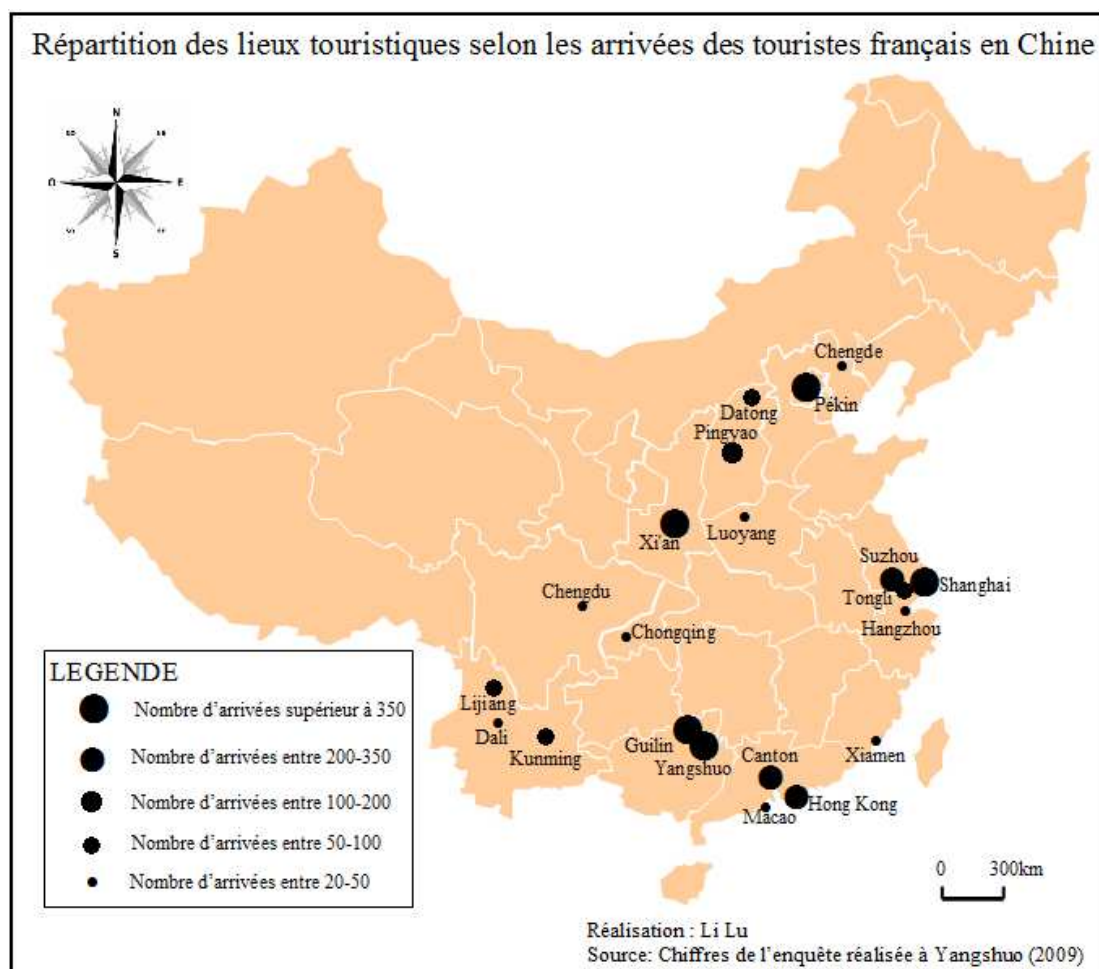 Répartition des lieux touristiques selon les arrivées des touristes français en Chine
N
O
E
S
Chengde
Pékin
Datong
Pingyao
Luoyang
Xi'an
Suzhou
Shanghai
Tongli
Hangzhou
Chengdu
Chongqing
Lijiang
Dali
Kunming
Guilin
Yangshuo
Canton
Xiamen
Hong Kong
Macao
LEGENDE
Nombre d'arrivées supérieur à 350
Nombre d'arrivées entre 200-350
Nombre d'arrivées entre 100-200
Nombre d'arrivées entre 50-100
Nombre d'arrivées entre 20-50
0 300km
Réalisation : Li Lu
Source: Chiffres de l'enquête réalisée à Yangshuo (2009)